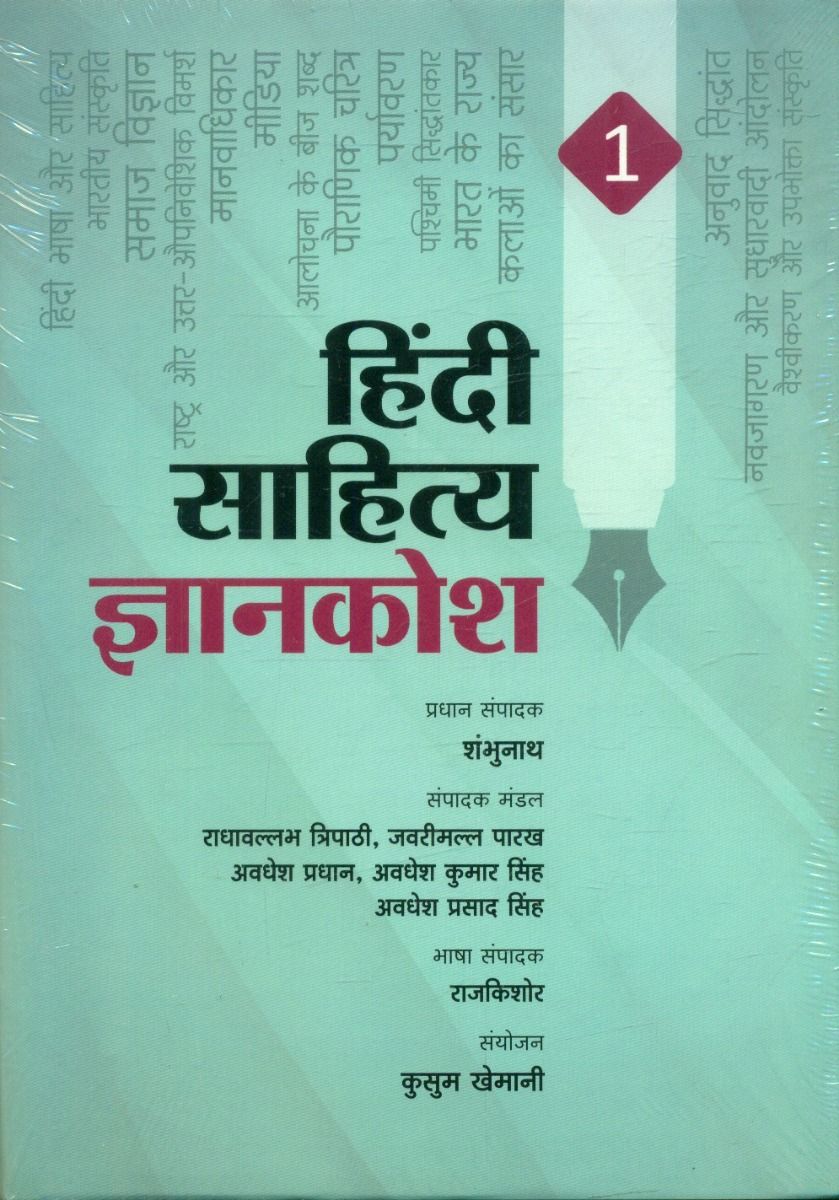 हिंदी भाषा और साहित्य
भारतीय संस्कृति
समाज विज्ञान
राष्ट्र और उत्तर-औपनिवेशिक विमर्श
मानवाधिकार
मीडिया
आलोचना के बीज शब्द
पौराणिक चरित्र
पर्यावरण
पश्चिमी सिद्धांतकार
भारत के राज्य
कलाओं का संसार
1
अनुवाद सिद्धांत
नवजागरण और सुधारवादी आंदोलन
वैश्वीकरण और उपभोक्ता संस्कृति
हिंदी
साहित्य
ज्ञानकोश
प्रधान संपादक
शंभुनाथ
संपादक मंडल
राधावल्लभ त्रिपाठी, जवरीमल्ल पारख
अवधेश प्रधान, अवधेश कुमार सिंह
अवधेश प्रसाद सिंह
भाषा संपादक
राजकिशोर
संयोजन
कुसुम खेमानी